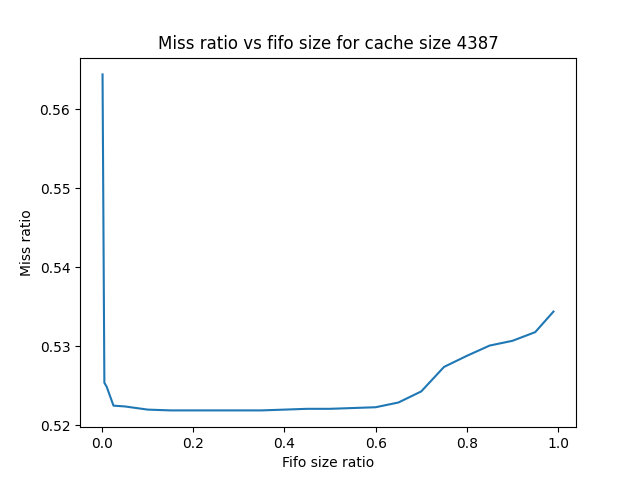 Miss ratio vs fifo size for cache size 4387
0.56
0.55
0.54
0.53
0.52
Miss ratio
0.0 0.2 0.4 0.6 0.8 1.0
Fifo size ratio